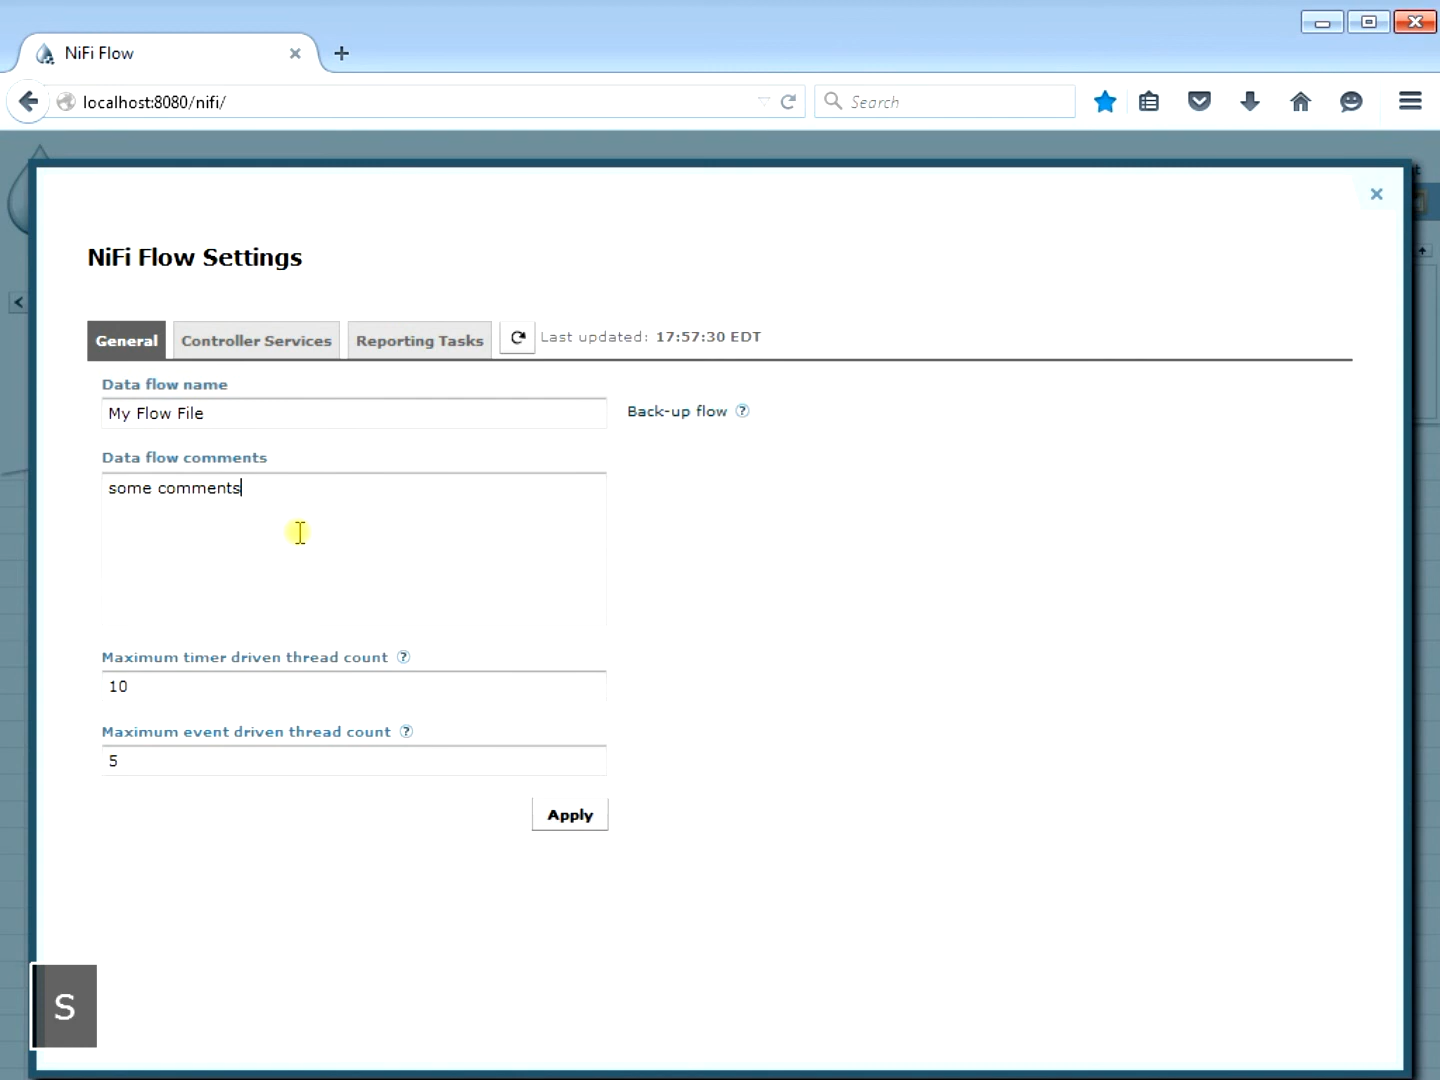 NiFi Flow
localhost:8080/nifi/
Search
NiFi Flow Settings
General Controller Services Reporting Tasks Last updated: 17:57:30 EDT
Data flow name
My Flow File
Back-up flow ?
Data flow comments
some comments
Maximum timer driven thread count ?
10
Maximum event driven thread count ?
5
Apply
S